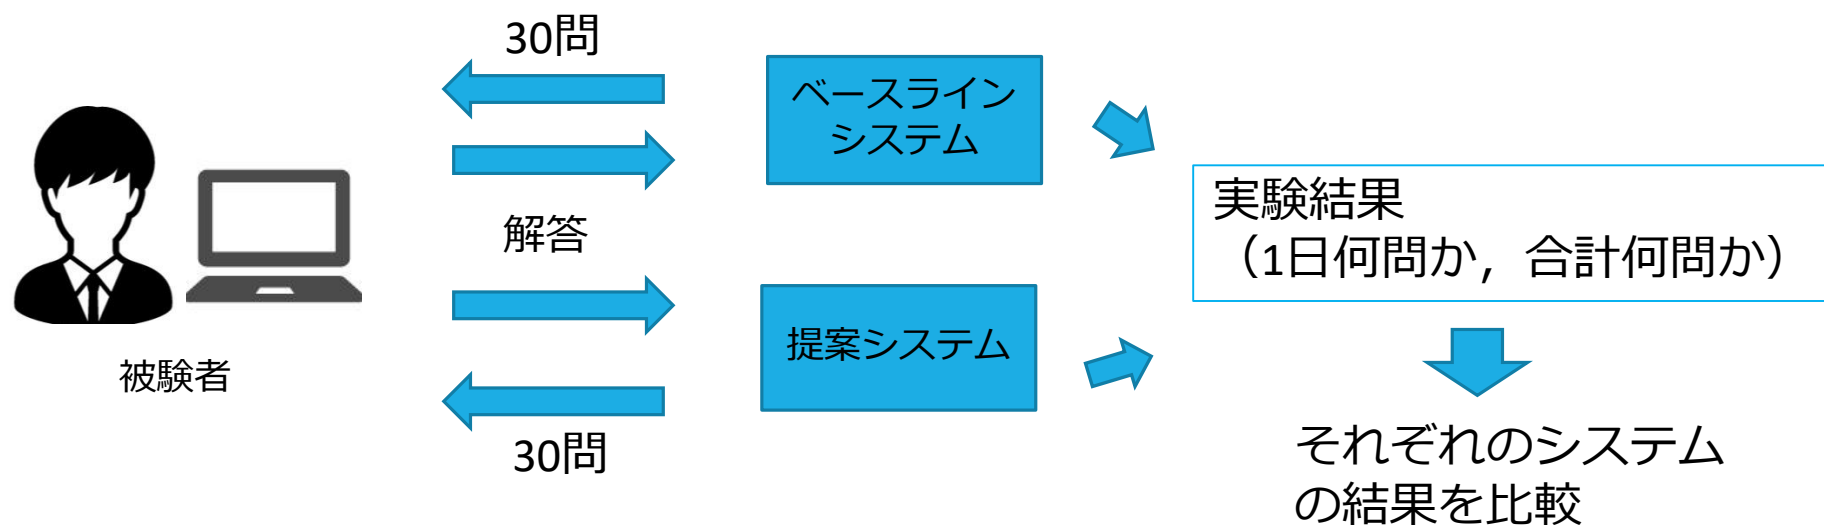 30問
ベースライン
システム
解答
提案システム
30問
被験者
実験結果
（1日何問か，合計何問か）
それぞれのシステム
の結果を比較